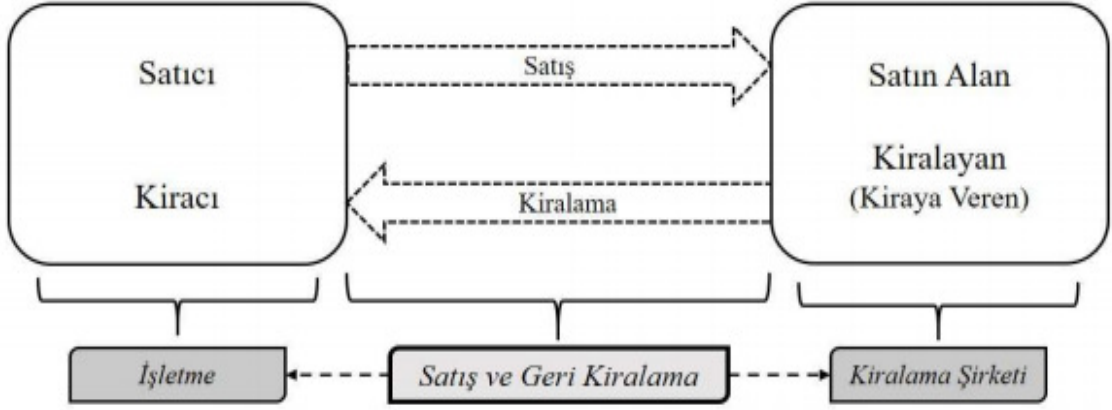 Satıcı
Satış
Satın Alan
Kiracı
Kiralama
Kiralayan
(Kiraya Veren)
İşletme
Satış ve Geri Kiralama
Kiralama Şirketi